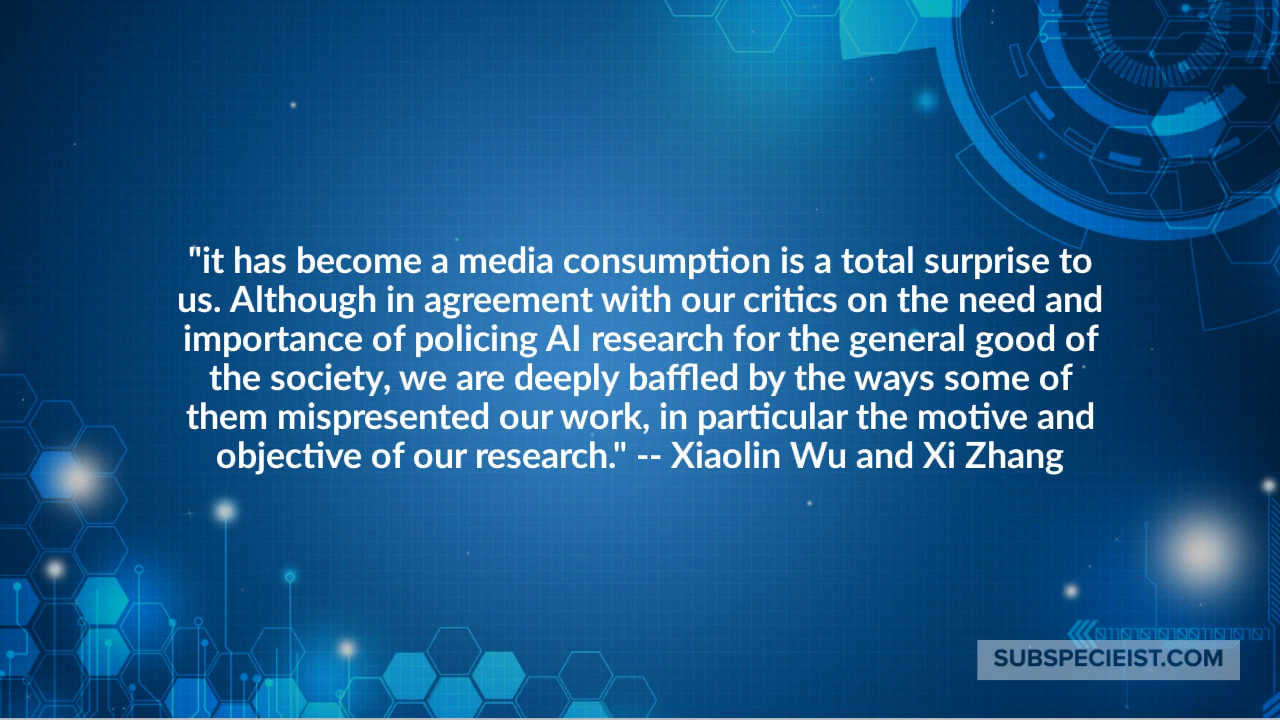 "it has become a media consumption is a total surprise to
us. Although in agreement with our critics on the need and
importance of policing AI research for the general good of
the society, we are deeply baffled by the ways some of
them mispresented our work, in particular the motive and
objective of our research." -- Xiaolin Wu and Xi Zhang
SUBSPECIEIST.COM